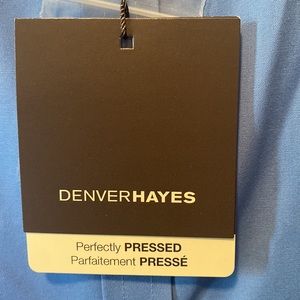 DENVERHAYES
Perfectly PRESSED
Parfaitement PRESSÉ